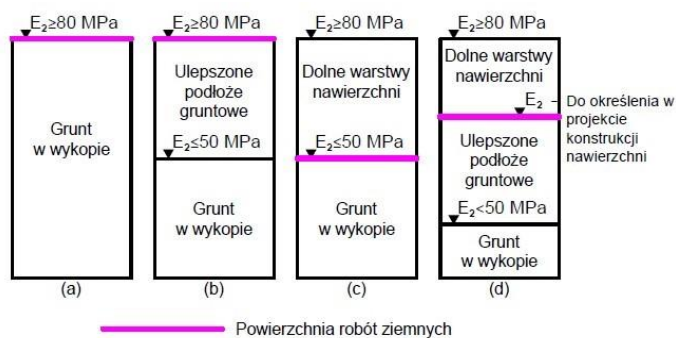 E₂≥80 MPa
Grunt
w wykopie
(a)
E₂≥80 MPa
Ulepszone
podłoże
gruntowe
E₂≤50 MPa
Grunt
w wykopie
(b)
E₂≥80 MPa
Dolne warstwy
nawierzchni
E₂≤50 MPa
Grunt
w wykopie
(c)
E₂≥80 MPa
Dolne warstwy
nawierzchni
E₂ – Do określenia w
projekcie
konstrukcji
nawierzchni
Ulepszone
podłoże
gruntowe
E₂<50 MPa
Grunt
w wykopie
(d)
Powierzchnia robót ziemnych